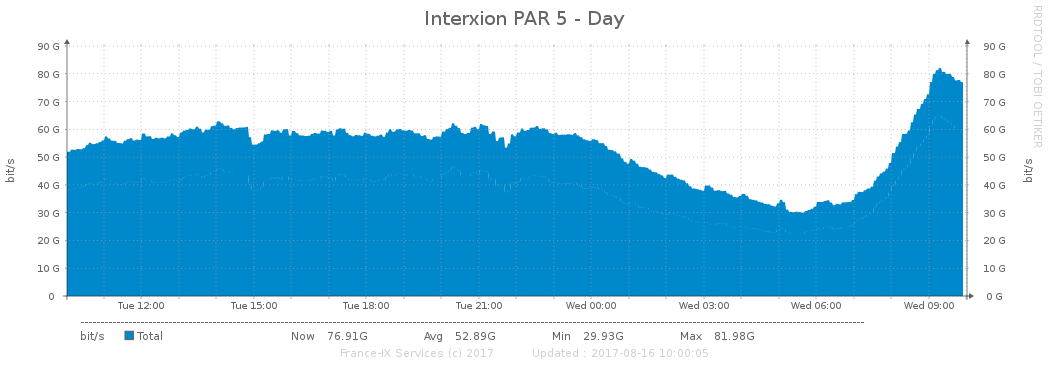 Interxion PAR 5 - Day
RRDTOOL / TOBI OETIKER
90 G 90 G
80 G 80 G
70 G 70 G
60 G 60 G
50 G 50 G
40 G 40 G
30 G 30 G
20 G 20 G
10 G 10 G
0 0 G
bit/s bit/s
Tue 12:00 Tue 15:00 Tue 18:00 Tue 21:00 Wed 00:00 Wed 03:00 Wed 06:00 Wed 09:00
bit/s Total Now 76.91G Avg 52.89G Min 29.93G Max 81.98G
France-IX Services (c) 2017 Updated : 2017-08-16 10:00:05